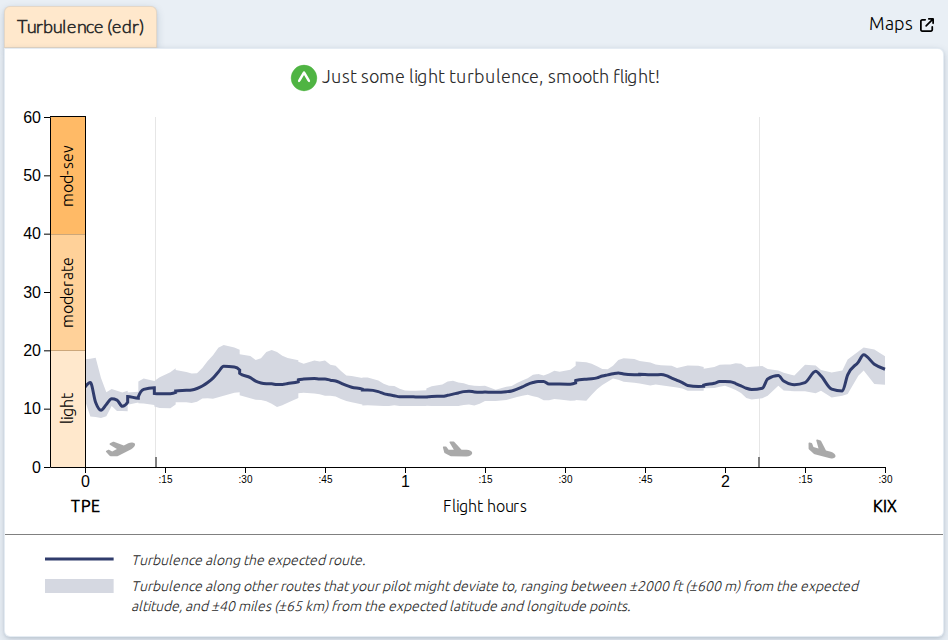 Turbulence (edr)
Maps
Just some light turbulence, smooth flight!
60
50
40
30
20
10
0
mod-sev
moderate
light
0 :15 :30 :45 1 :15 :30 :45 2 :15 :30
TPE Flight hours KIX
Turbulence along the expected route.
Turbulence along other routes that your pilot might deviate to, ranging between ±2000 ft (±600 m) from the expected
altitude, and ±40 miles (±65 km) from the expected latitude and longitude points.